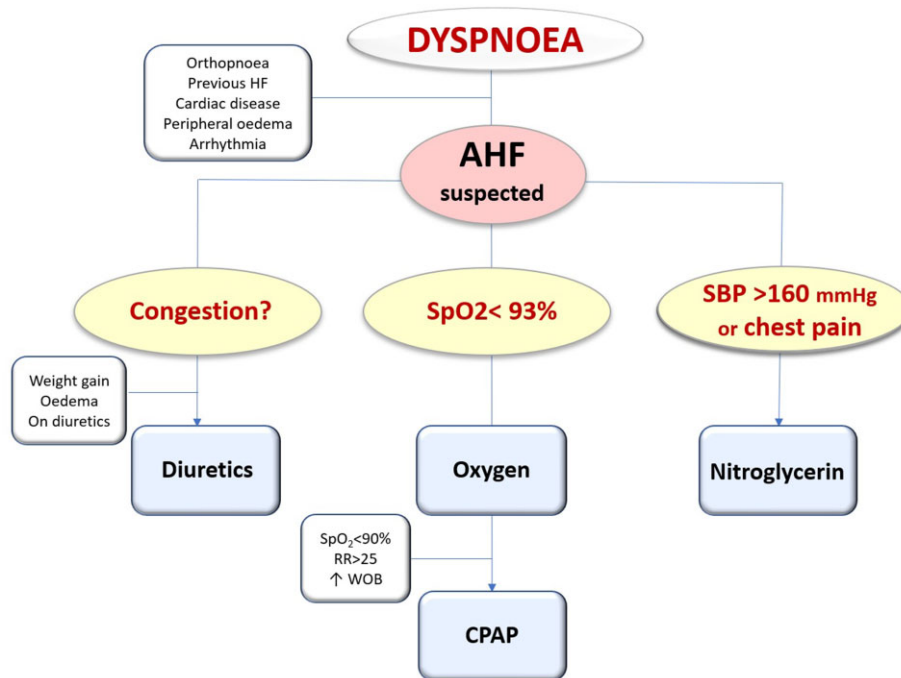 DYSPNOEA
Orthopnoea
Previous HF
Cardiac disease
Peripheral oedema
Arrhythmia
AHF
suspected
Congestion?
SpO2< 93%
SBP >160 mmHg
or chest pain
Weight gain
Oedema
On diuretics
Diuretics
Oxygen
Nitroglycerin
SpO₂<90%
RR>25
↑ WOB
CPAP